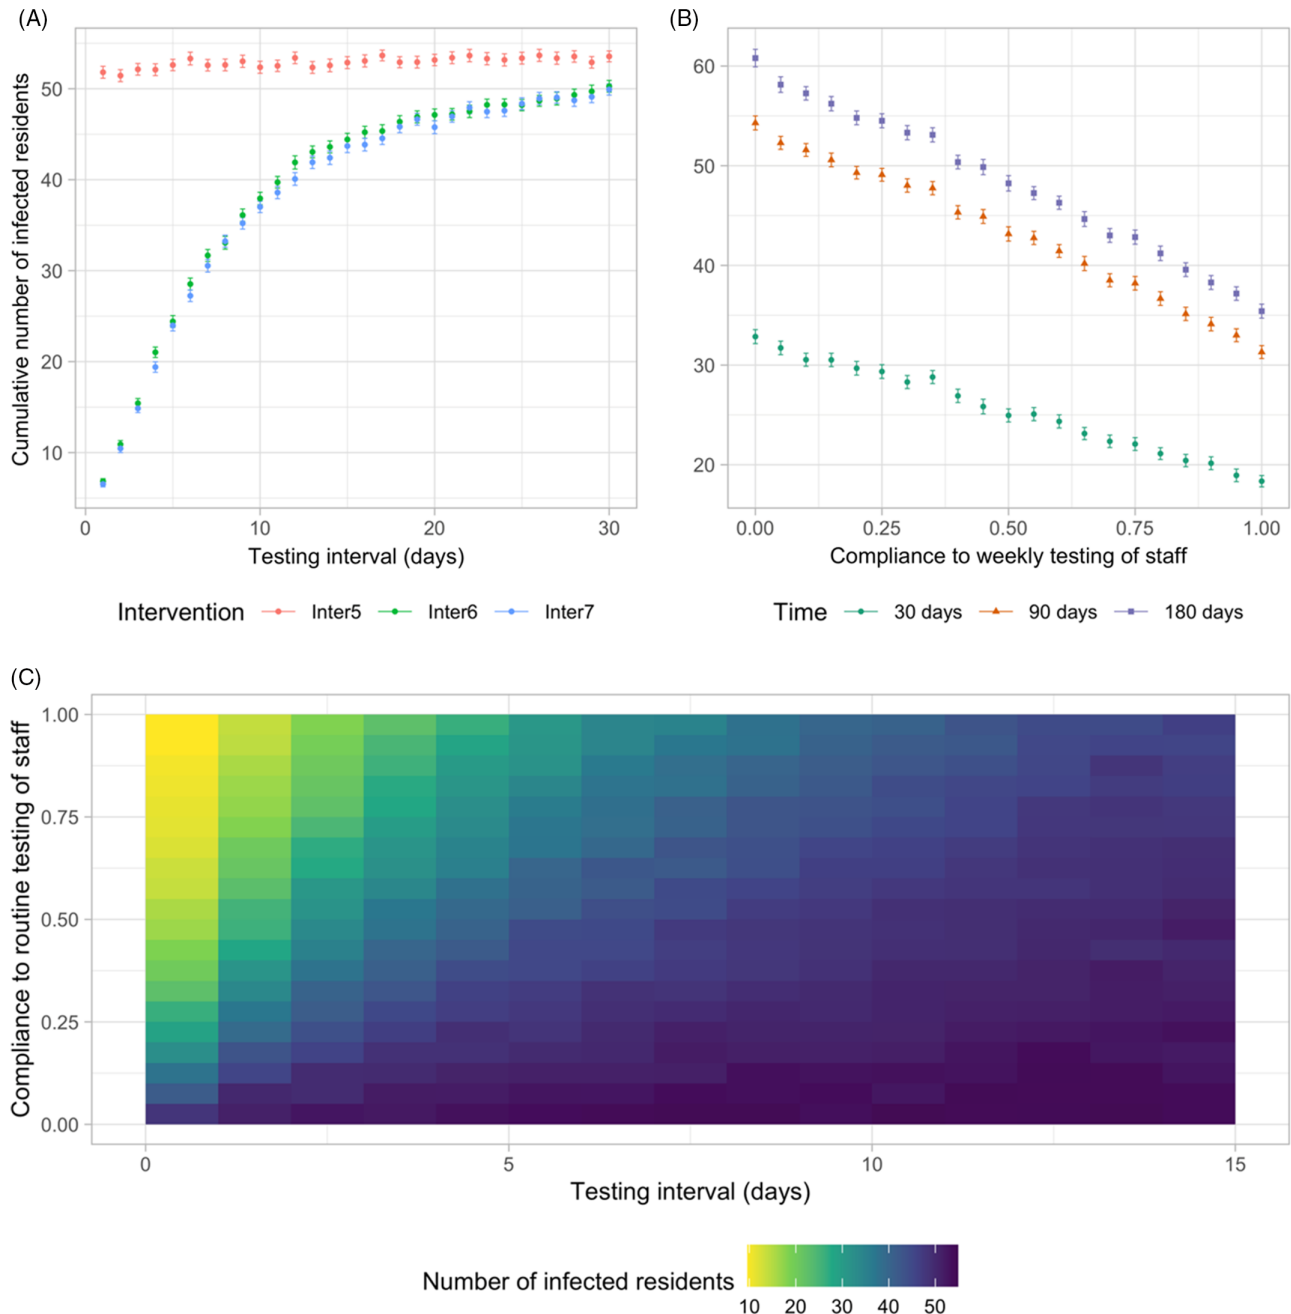 (A)
Cumulative number of infected residents
50
40
30
20
10
0 10 20 30
Testing interval (days)
Intervention Inter5 Inter6 Inter7
(B)
60
50
40
30
20
0.00 0.25 0.50 0.75 1.00
Compliance to weekly testing of staff
Time 30 days 90 days 180 days
(C)
Compliance to routine testing of staff
1.00
0.75
0.50
0.25
0.00
0 5 10 15
Testing interval (days)
Number of infected residents
10 20 30 40 50